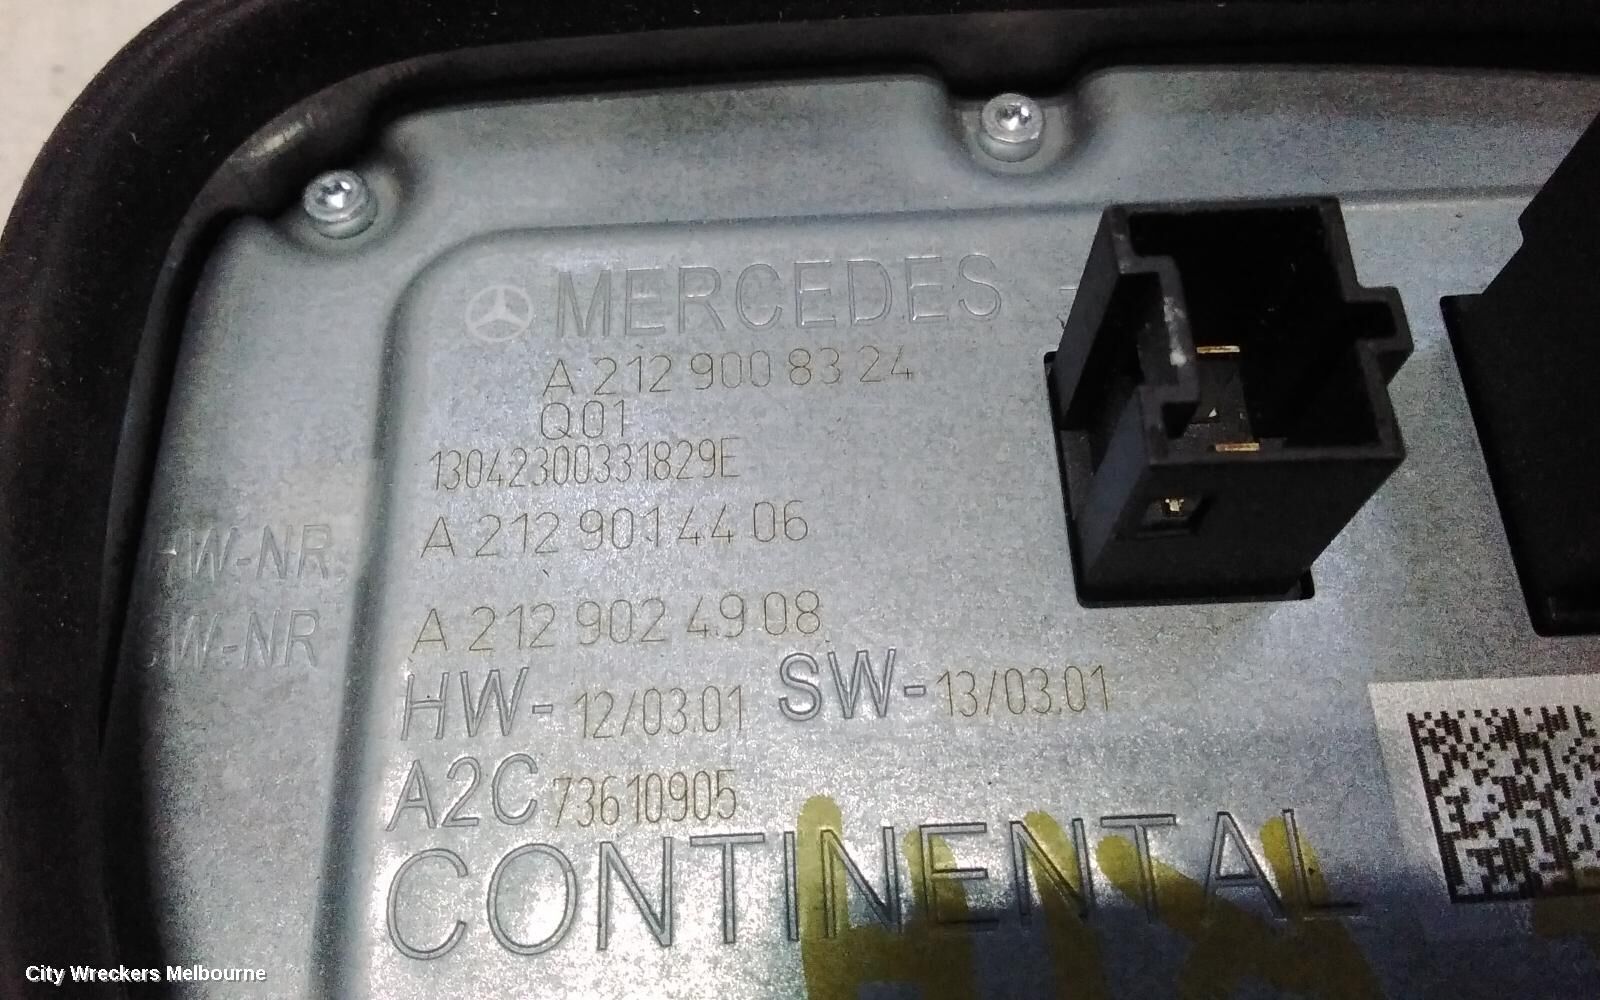 MERCEDES
A 212 900 83 24
Q01
13042300331829E
HW-NR. A 212 901 44 06
SW-NR A 212 902 49 08
HW- 12/03.01 SW- 13/03.01
A2C 73610905
CONTINENTAL
City Wreckers Melbourne